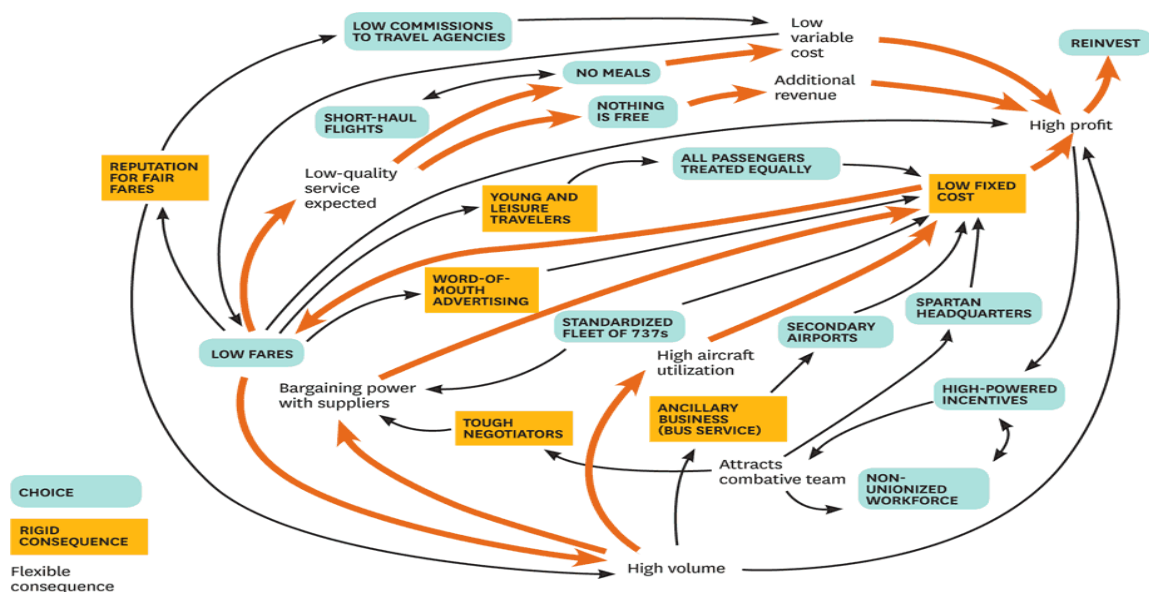 LOW COMMISSIONS
TO TRAVEL AGENCIES
Low
variable
cost
REINVEST
NO MEALS
Additional
revenue
SHORT-HAUL
FLIGHTS
NOTHING
IS FREE
High profit
REPUTATION
FOR FAIR
FARES
Low-quality
service
expected
ALL PASSENGERS
TREATED EQUALLY
YOUNG AND
LEISURE
TRAVELERS
LOW FIXED
COST
WORD-OF-
MOUTH
ADVERTISING
SPARTAN
HEADQUARTERS
STANDARDIZED
FLEET OF 737s
SECONDARY
AIRPORTS
LOW FARES
High aircraft
utilization
Bargaining power
with suppliers
HIGH-POWERED
INCENTIVES
ANCILLARY
BUSINESS
(BUS SERVICE)
TOUGH
NEGOTIATORS
Attracts
combative team
NON-
UNIONIZED
WORKFORCE
CHOICE
RIGID
CONSEQUENCE
Flexible
consequence
High volume